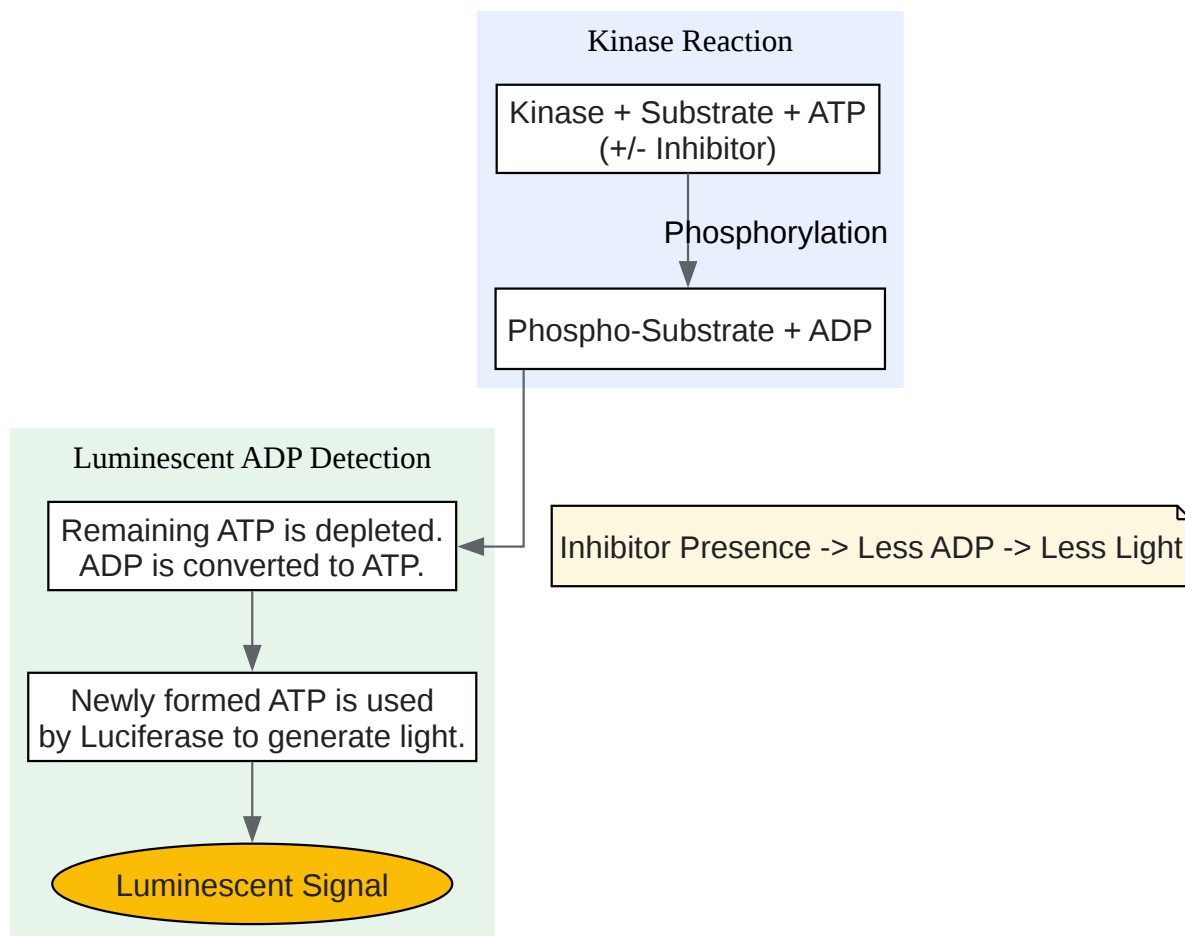 Kinase Reaction
Kinase + Substrate + ATP
(+/- Inhibitor)
Phosphorylation
Phospho-Substrate + ADP
Luminescent ADP Detection
Remaining ATP is depleted.
ADP is converted to ATP.
Inhibitor Presence -> Less ADP -> Less Light
Newly formed ATP is used
by Luciferase to generate light.
Luminescent Signal